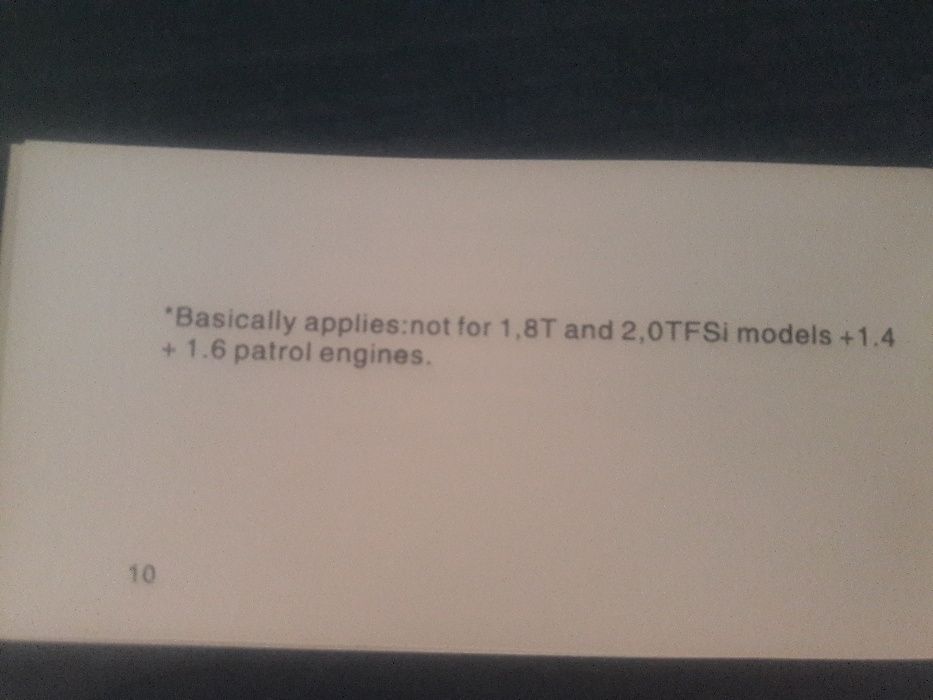 *Basically applies:not for 1,8T and 2,0TFSi models +1.4
+ 1.6 patrol engines.
10